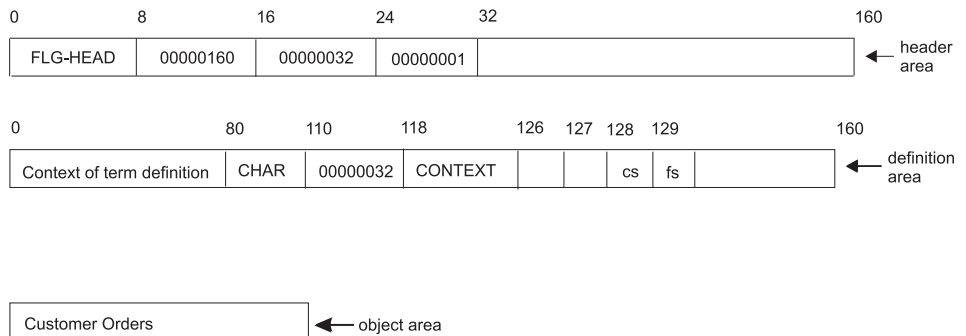 0 8 16 24 32 160
FLG-HEAD 00000160 00000032 00000001
header area
0 80 110 118 126 127 128 129 160
Context of term definition CHAR 00000032 CONTEXT cs fs
definition area
Customer Orders object area